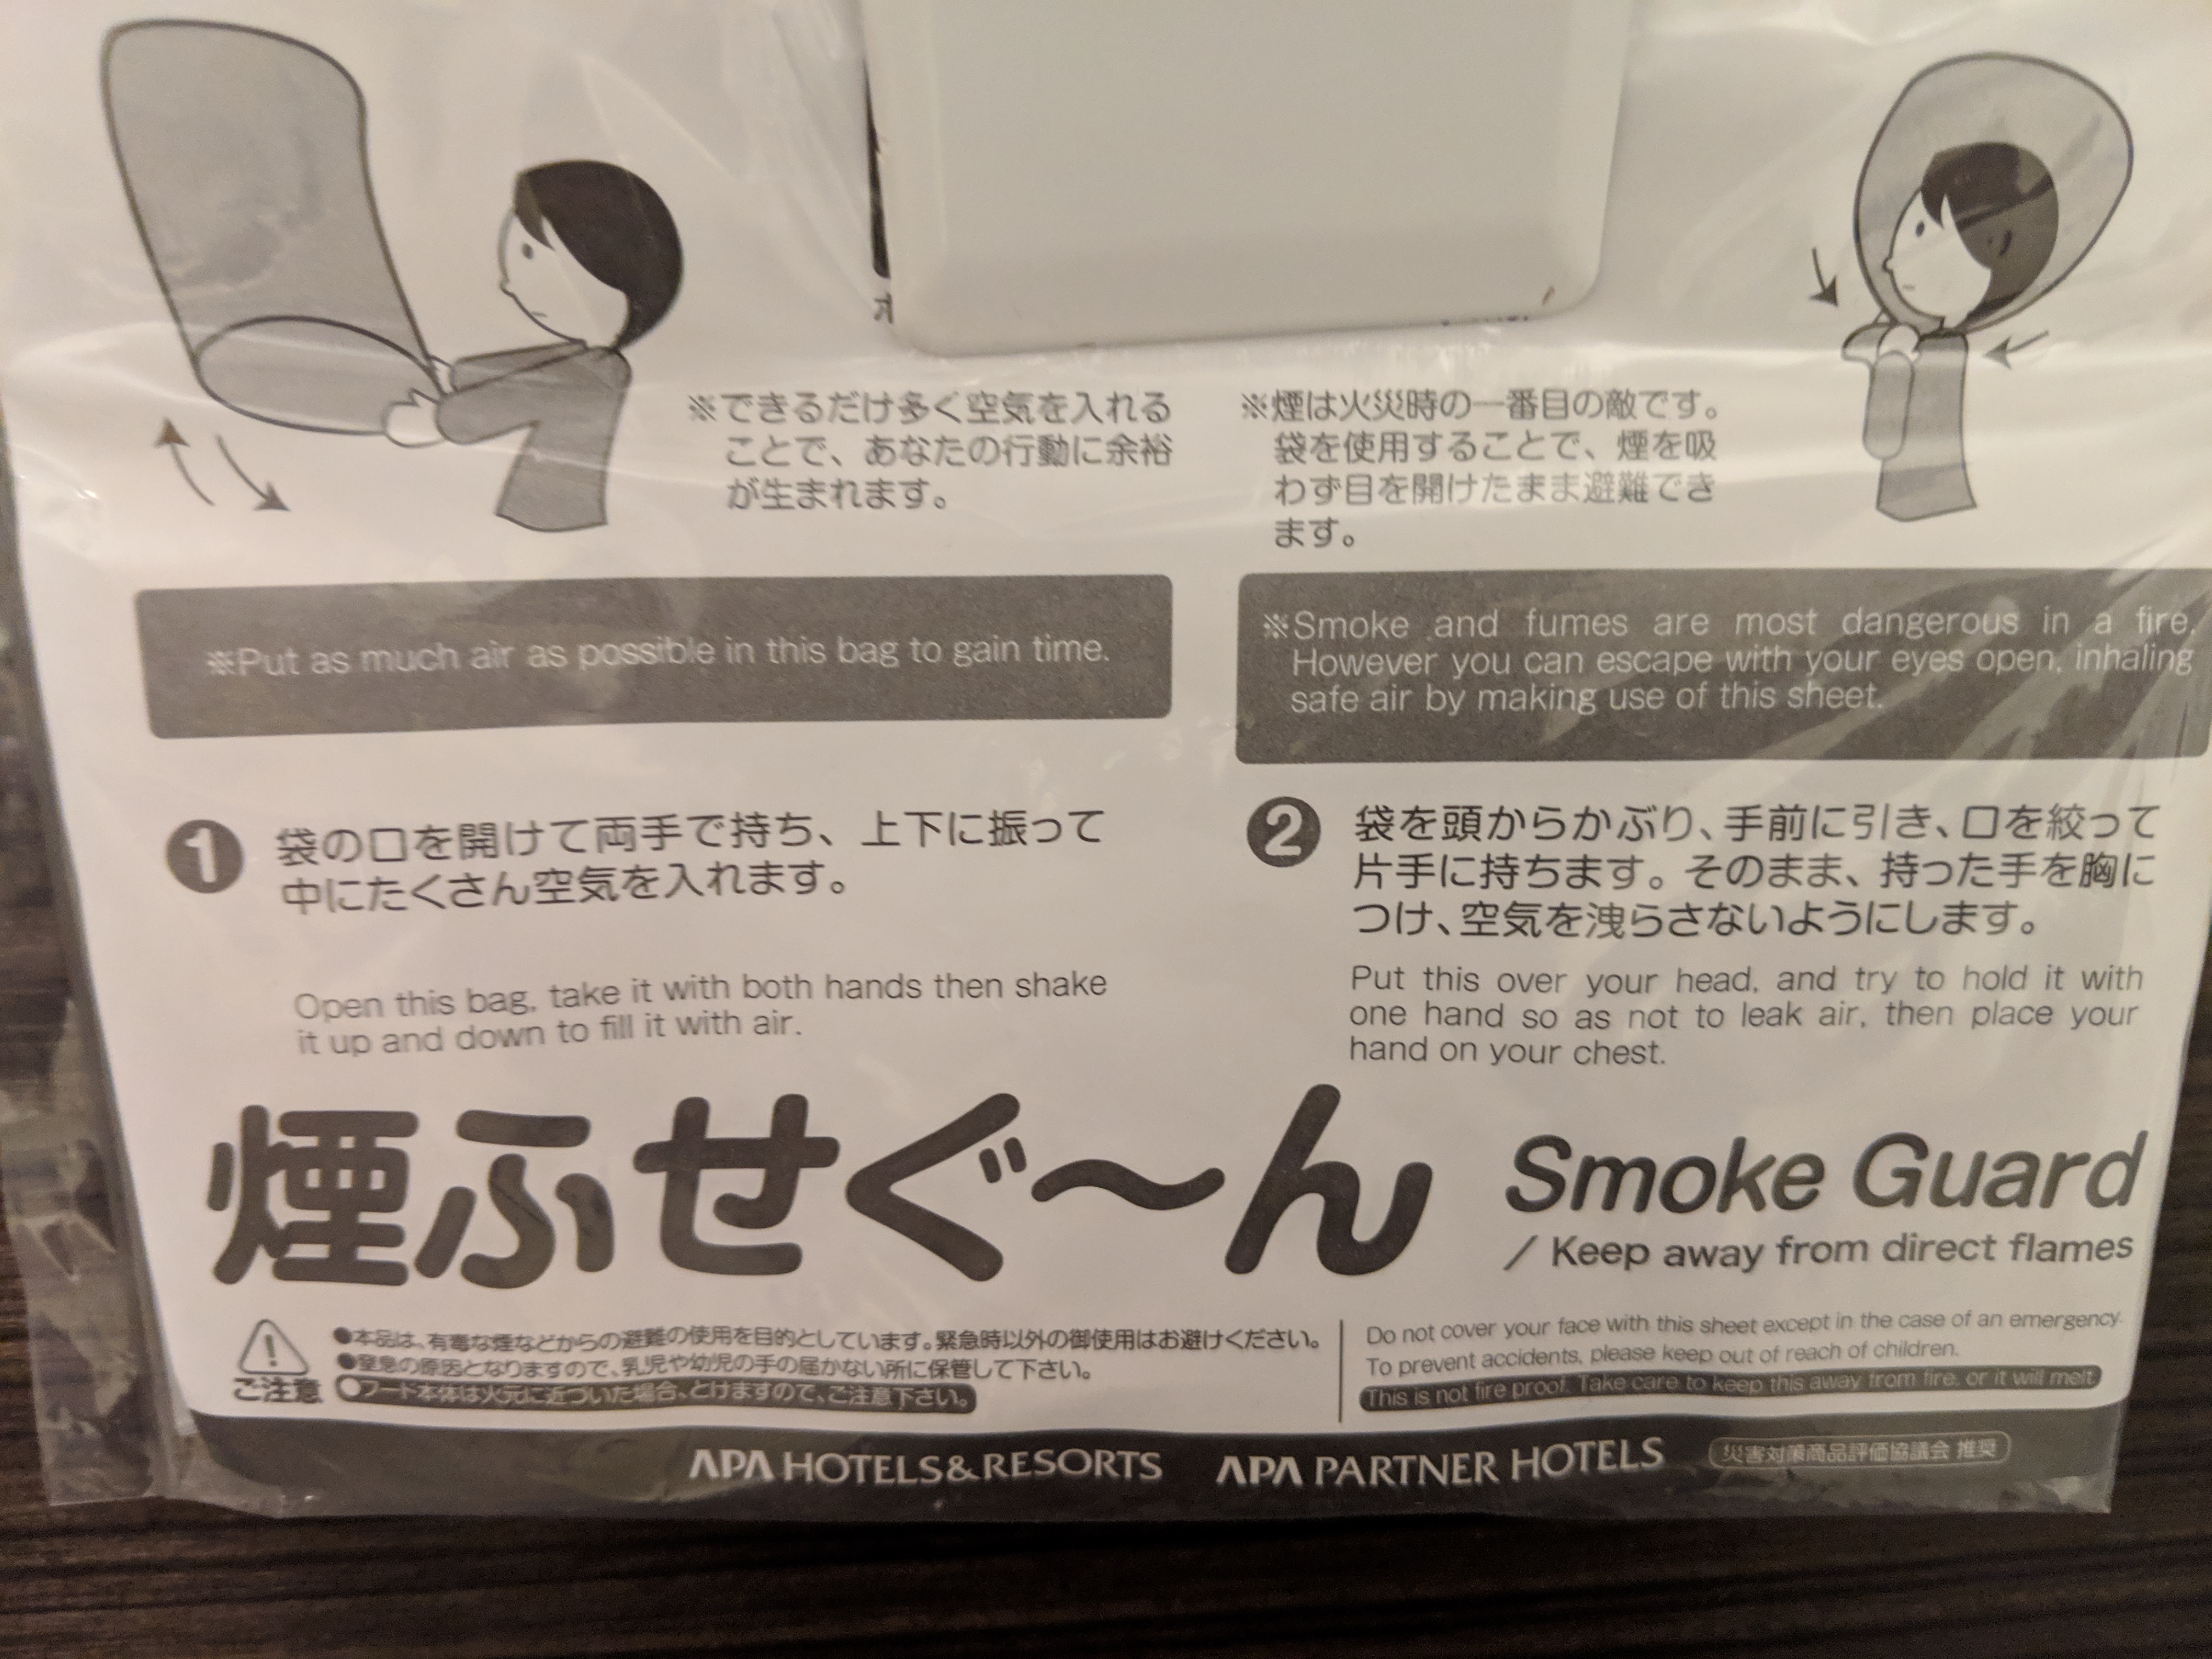 ※できるだけ多く空気を入れる
ことで、あなたの行動に余裕
が生まれます。
※煙は火災時の一番目の敵です。
袋を使用することで、煙を吸
わず目を開けたまま避難でき
ます。
※Put as much air as possible in this bag to gain time.
※Smoke and fumes are most dangerous in a fire.
However you can escape with your eyes open, inhaling
safe air by making use of this sheet.
1 袋の口を開けて両手で持ち、上下に振って
中にたくさん空気を入れます。
Open this bag, take it with both hands then shake
it up and down to fill it with air.
2 袋を頭からかぶり、手前に引き、口を絞って
片手に持ちます。そのまま、持った手を胸に
つけ、空気を洩らさないようにします。
Put this over your head, and try to hold it with
one hand so as not to leak air, then place your
hand on your chest.
煙ふせぐ〜ん
Smoke Guard
/ Keep away from direct flames
ご注意
●本品は、有毒な煙などからの避難の使用を目的としています。緊急時以外の御使用はお避けください。
●窒息の原因となりますので、乳児や幼児の手の届かない所に保管して下さい。
○フード本体は火元に近づいた場合、とけますので、ご注意下さい。
Do not cover your face with this sheet except in the case of an emergency.
To prevent accidents, please keep out of reach of children.
This is not fire proof. Take care to keep this away from fire, or it will melt.
APA HOTELS&RESORTS APA PARTNER HOTELS 災害対策商品評価協議会 推奨